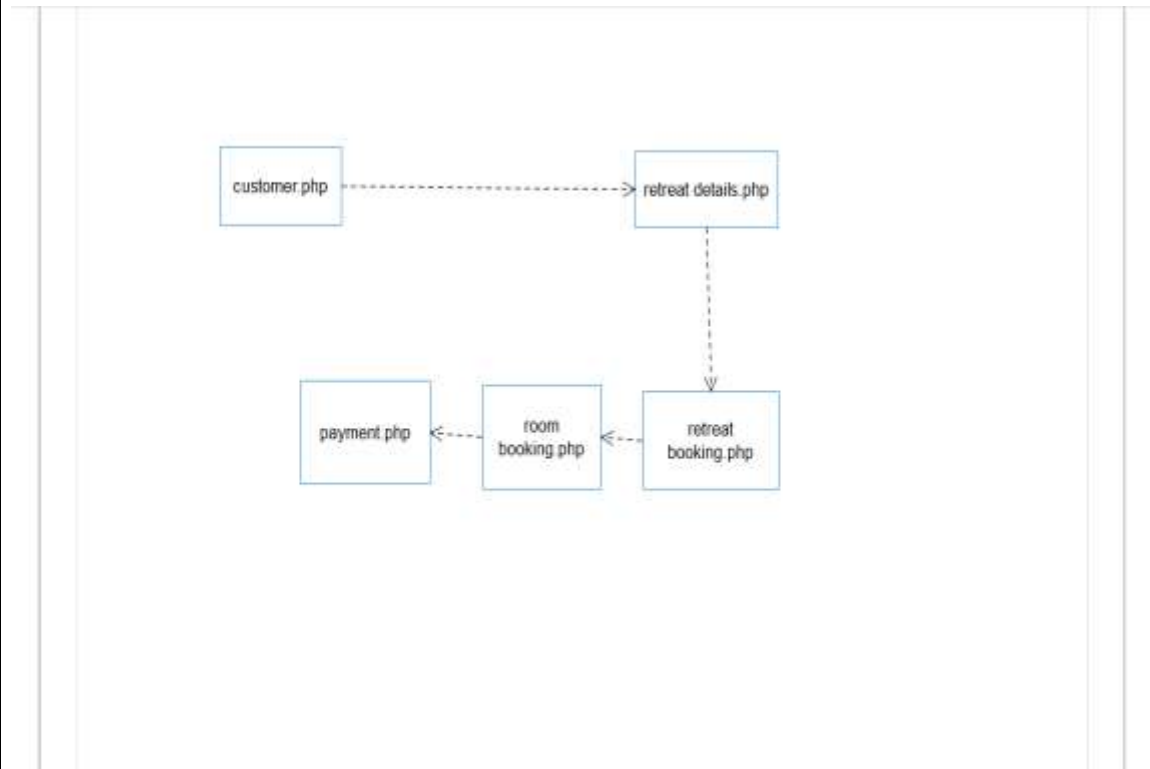 customer.php
retreat details.php
payment.php
room
booking.php
retreat
booking.php